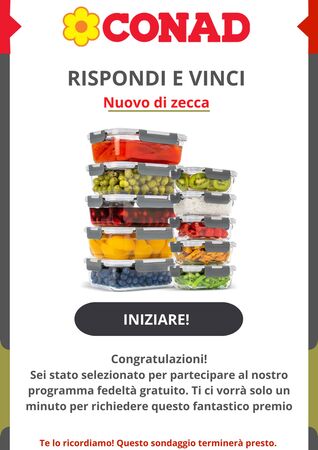 CONAD
RISPONDI E VINCI
Nuovo di zecca
INIZIARE!
Congratulazioni!
Sei stato selezionato per partecipare al nostro
programma fedeltà gratuito. Ti ci vorrà solo un
minuto per richiedere questo fantastico premio
Te lo ricordiamo! Questo sondaggio terminerà presto.